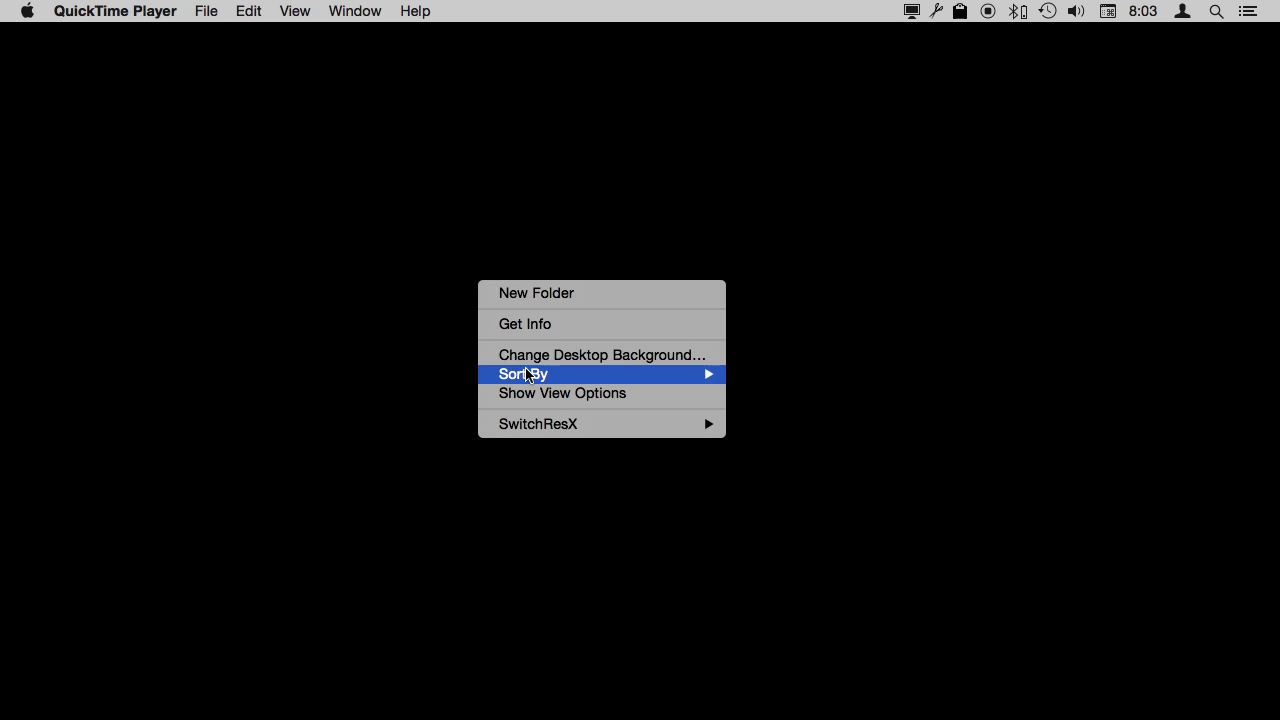 QuickTime Player File Edit View Window Help 8:03
New Folder
Get Info
Change Desktop Background...
Sort By
Show View Options
SwitchResX